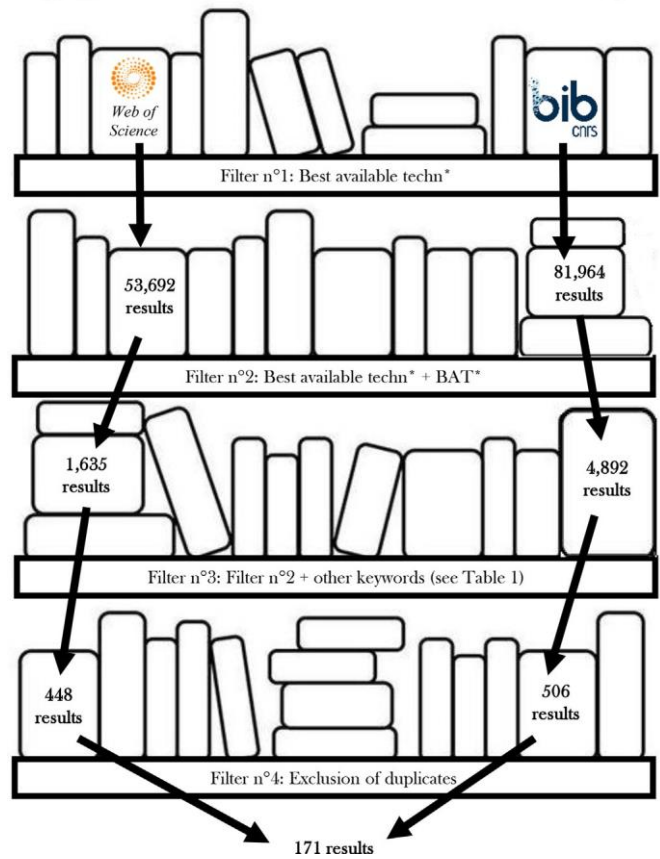 Web of
Science
bib
cnrs
Filter n°1: Best available techn*
53,692
results
81,964
results
Filter n°2: Best available techn* + BAT*
1,635
results
4,892
results
Filter n°3: Filter n°2 + other keywords (see Table 1)
448
results
506
results
Filter n°4: Exclusion of duplicates
171 results